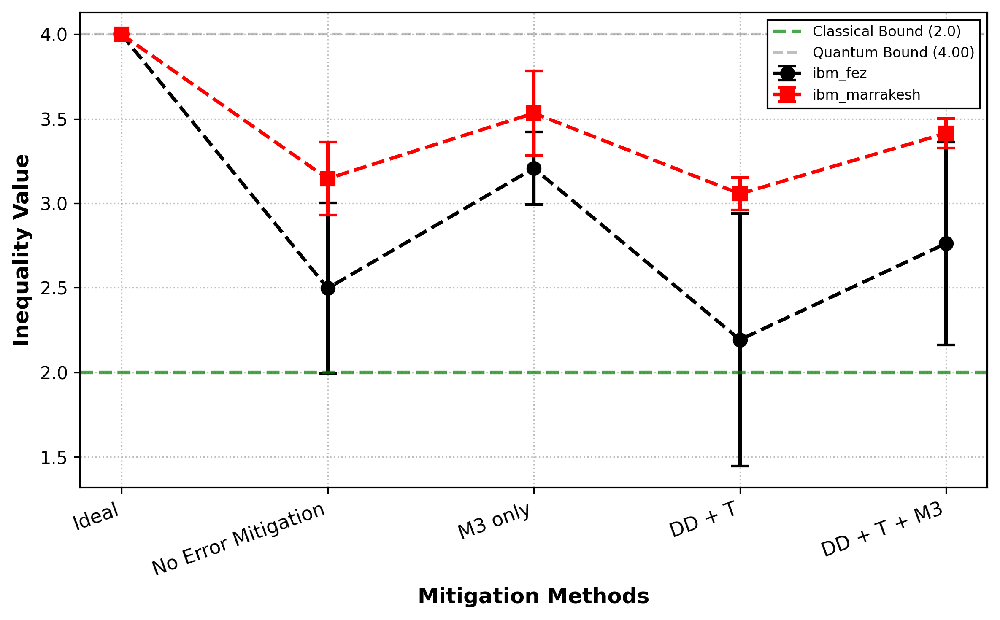 4.0
3.5
3.0
2.5
2.0
1.5
Inequality Value
Classical Bound (2.0)
Quantum Bound (4.00)
ibm_fez
ibm_marrakesh
Ideal
No Error Mitigation
M3 only
DD + T
DD + T + M3
Mitigation Methods